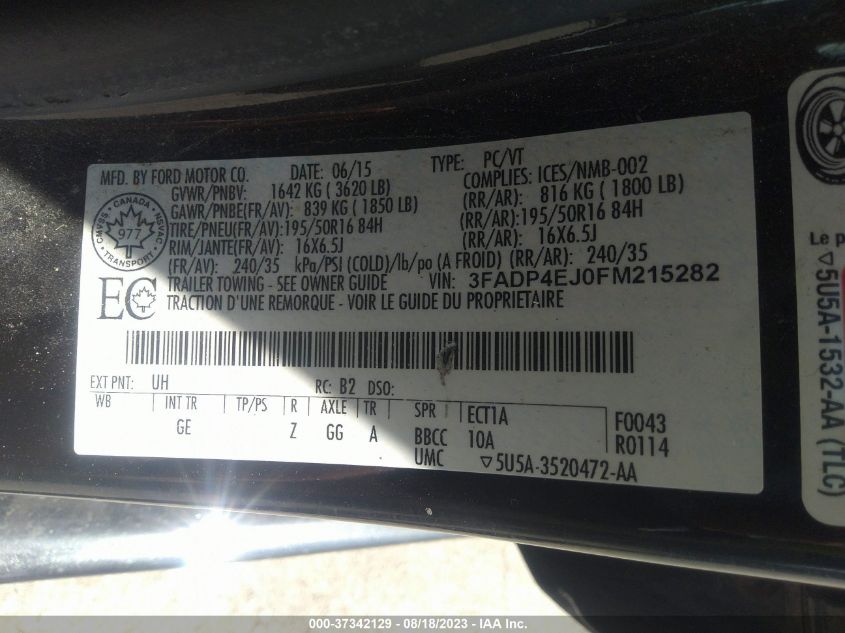 MFD. BY FORD MOTOR CO. DATE: 06/15 TYPE: PC/VT
GVWR/PNBV: 1642 KG ( 3620 LB) COMPLIES: ICES/NMB-002
GAWR/PNBE(FR/AV): 839 KG ( 1850 LB) (RR/AR): 816 KG ( 1800 LB)
TIRE/PNEU(FR/AV):195/50R16 84H (RR/AR):195/50R16 84H
RIM/JANTE(FR/AV): 16X6.5J (RR/AR): 16X6.5J
(FR/AV): 240/35 kPa/PSI (COLD)/lb/po (A FROID) (RR/AR): 240/35
TRAILER TOWING - SEE OWNER GUIDE VIN: 3FADP4EJ0FM215282
TRACTION D'UNE REMORQUE - VOIR LE GUIDE DU PROPRIETAIRE
CANADA
CMVSS NSVAC
977
TRANSPORT
EC
EXT PNT: UH RC: B2 DSO:
WB INT TR TP/PS R AXLE TR SPR ECT1A F0043
GE Z GG A BBCC 10A R0114
UMC ▽5U5A-3520472-AA
Le p
▽5U5A-1532-AA (TLC)
000-37342129 - 08/18/2023 - IAA Inc.